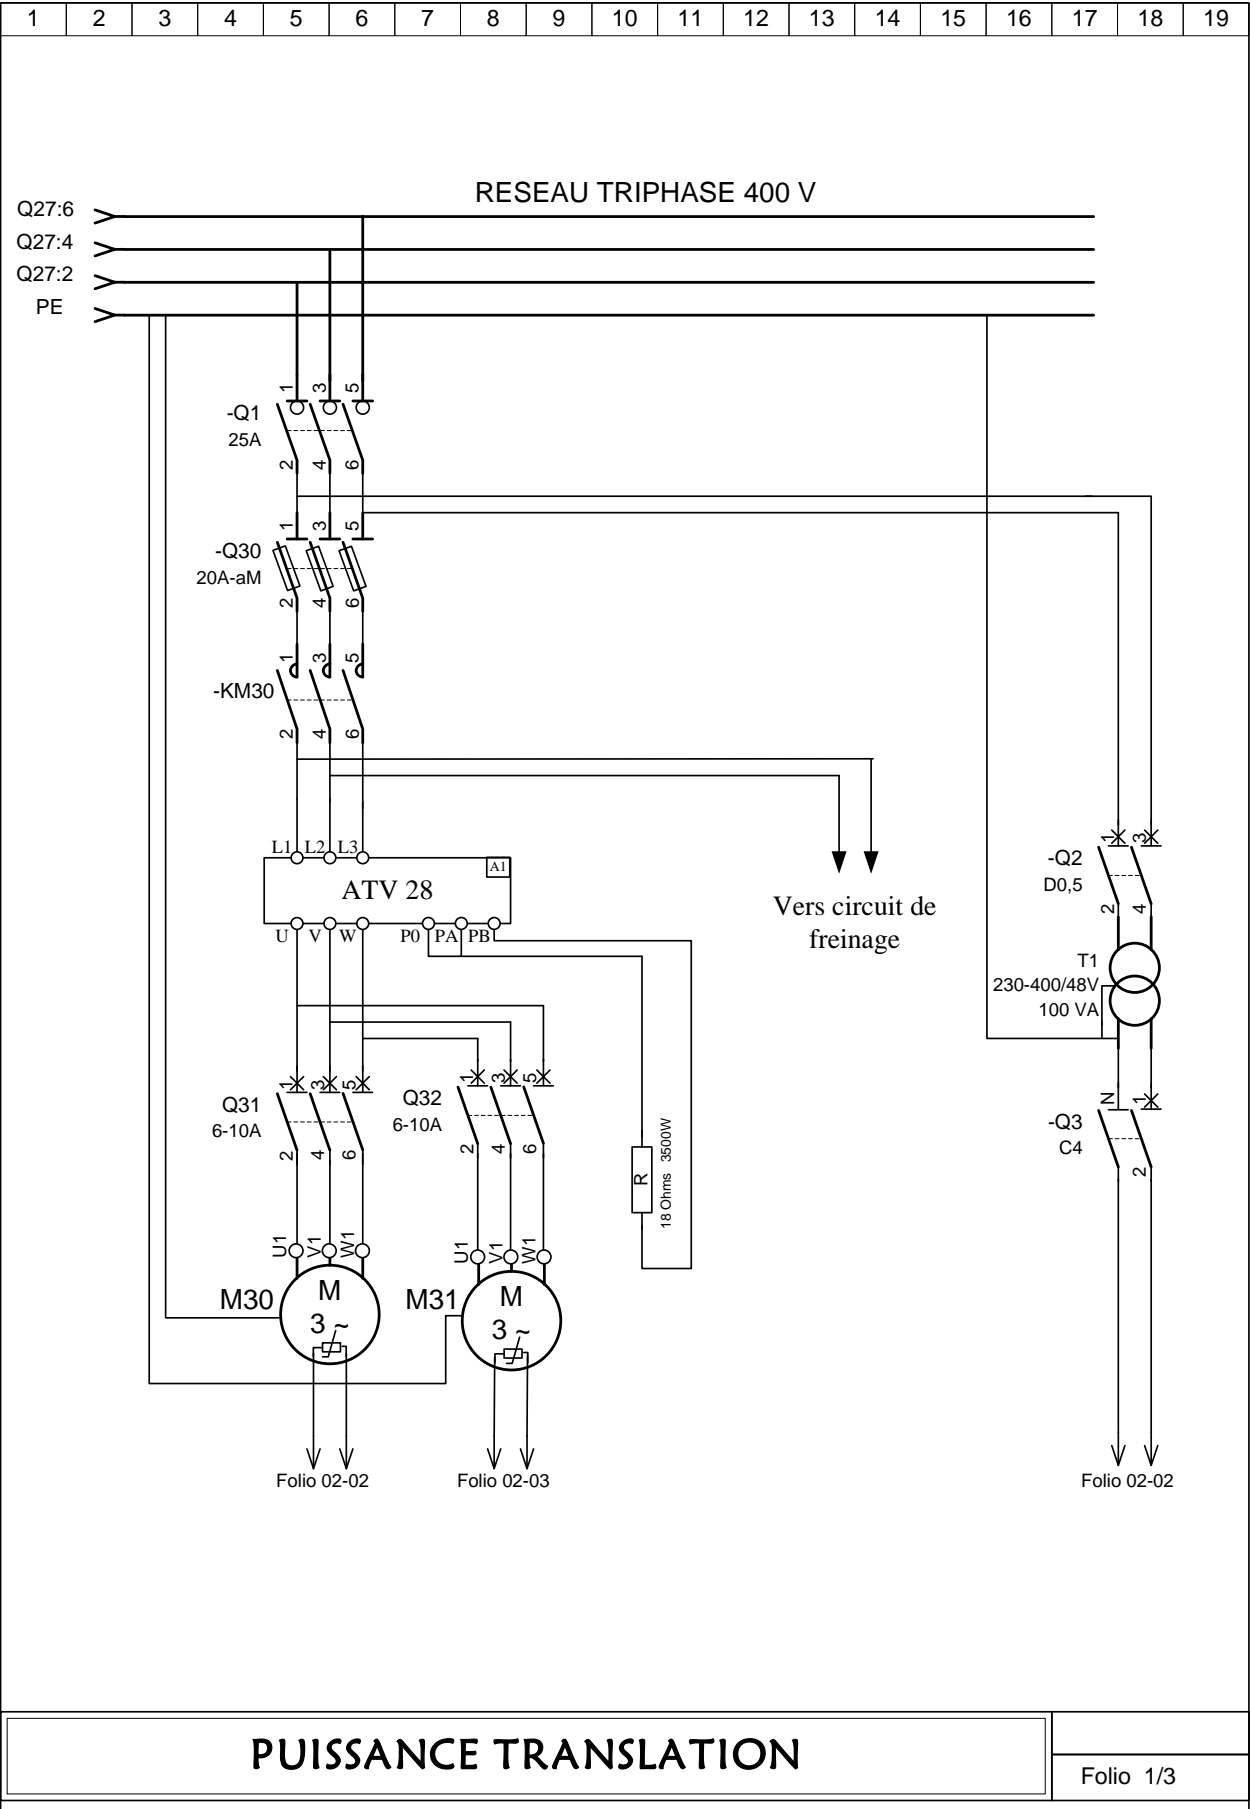 1 2 3 4 5 6 7 8 9 10 11 12 13 14 15 16 17 18 19
RESEAU TRIPHASE 400 V
Q27:6
Q27:4
Q27:2
PE
1 3 5
-Q1
25A
2 4 6
1 3 5
-Q30
20A-aM
2 4 6
1 3 5
-KM30
2 4 6
L1 L2 L3
A1
ATV 28
U V W P0 PA PB
Vers circuit de
freinage
1 3
-Q2
D0,5
2 4
T1
230-400/48V
100 VA
1 3 5
Q31
6-10A
2 4 6
1 3 5
Q32
6-10A
2 4 6
R
18 Ohms 3500W
N 1
-Q3
C4
2
U1 V1 W1
M30
M
3 ~
U1 V1 W1
M31
M
3 ~
Folio 02-02
Folio 02-03
Folio 02-02
PUISSANCE TRANSLATION
Folio 1/3